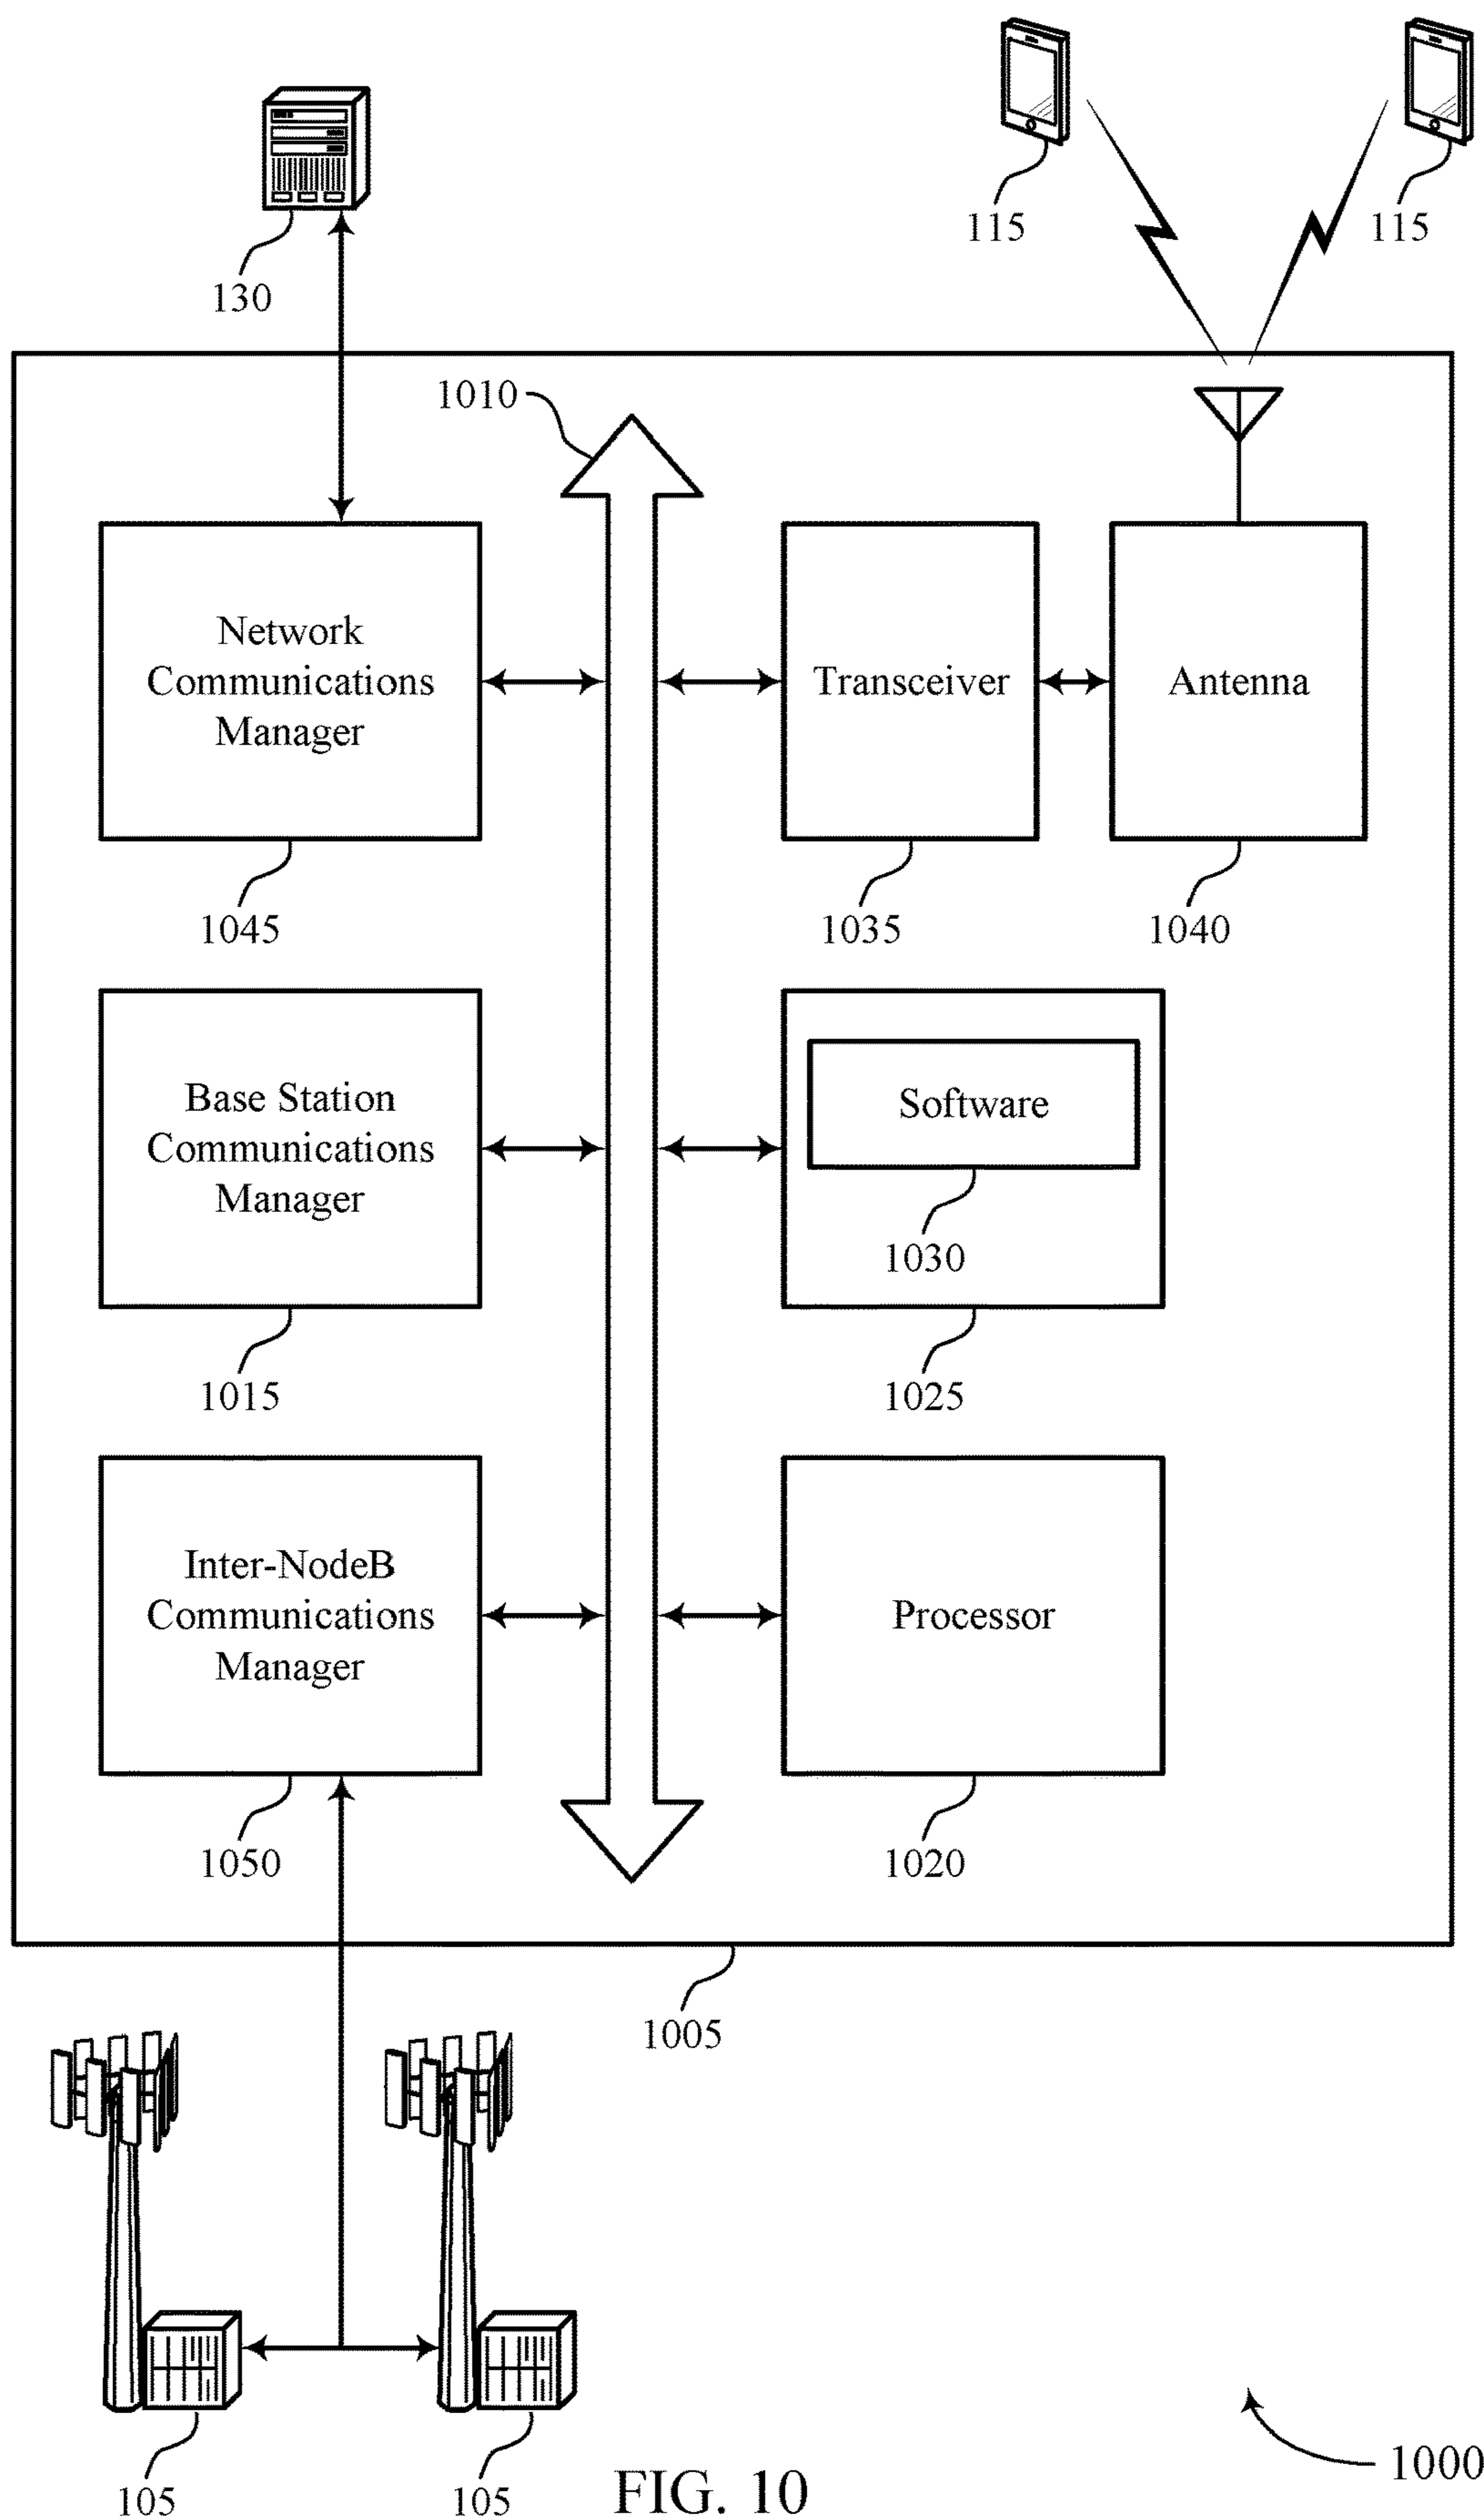 115
115
130
1010
Network
Communications
Manager
Transceiver
Antenna
1045
1035
1040
Base Station
Communications
Manager
Software
1030
1015
1025
Inter-NodeB
Communications
Manager
Processor
1050
1020
1005
105
105
1000
FIG. 10